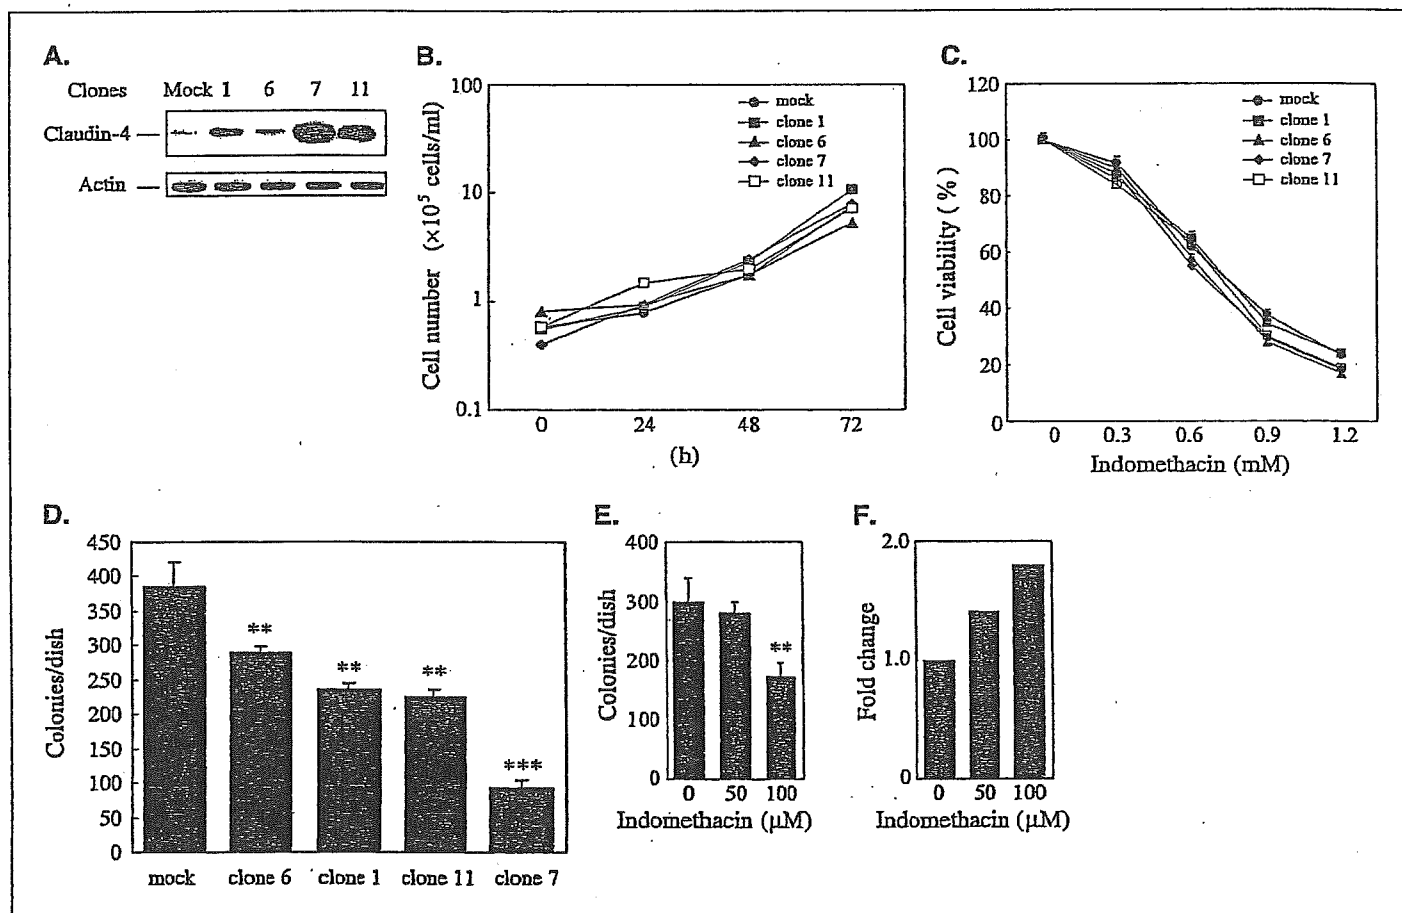 A.
Clones Mock 1 6 7 11
Claudin-4
Actin
B.
Cell number (×10⁵ cells/ml)
100
10
1
0.1
mock
clone 1
clone 6
clone 7
clone 11
0 24 48 72
(h)
C.
Cell viability (%)
120
100
80
60
40
20
0
mock
clone 1
clone 6
clone 7
clone 11
0 0.3 0.6 0.9 1.2
Indomethacin (mM)
D.
Colonies/dish
450
400
350
300
250
200
150
100
50
0
**
**
**
***
mock clone 6 clone 1 clone 11 clone 7
E.
Colonies/dish
400
300
200
100
0
**
0 50 100
Indomethacin (μM)
F.
Fold change
2.0
1.0
0
0 50 100
Indomethacin (μM)